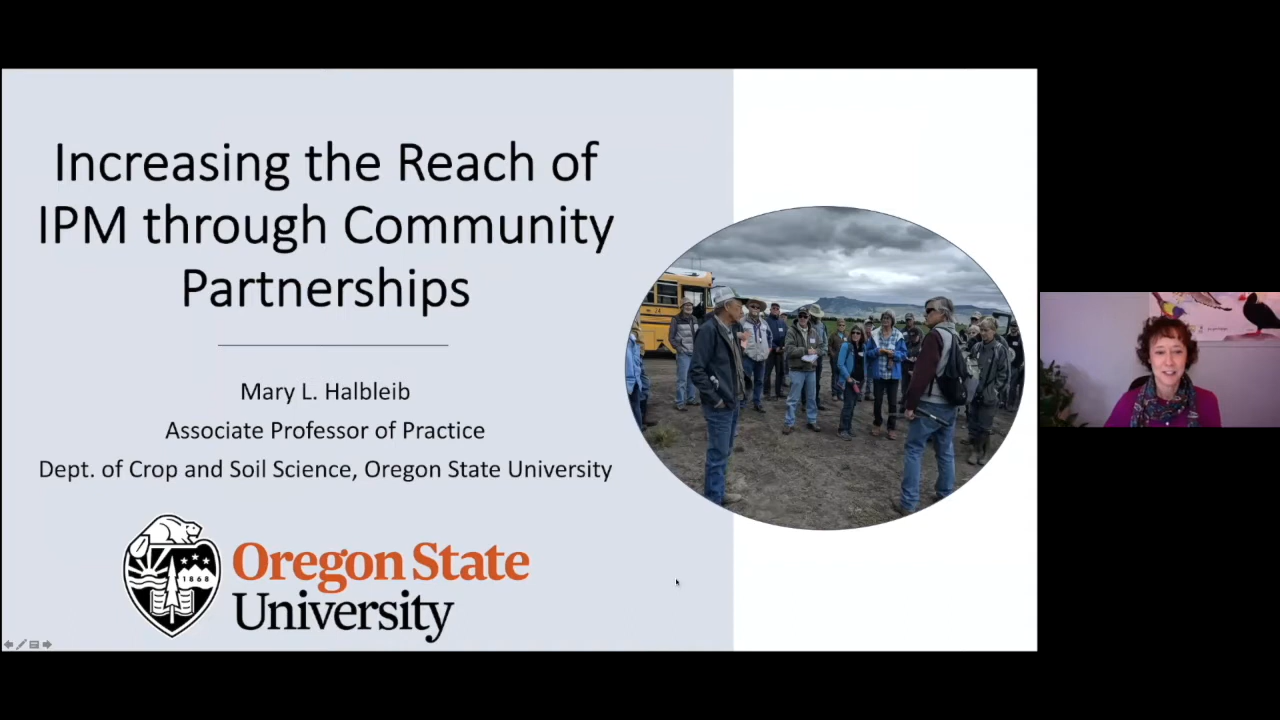 Increasing the Reach of
IPM through Community
Partnerships
Mary L. Halbleib
Associate Professor of Practice
Dept. of Crop and Soil Science, Oregon State University
1868
Oregon State
University